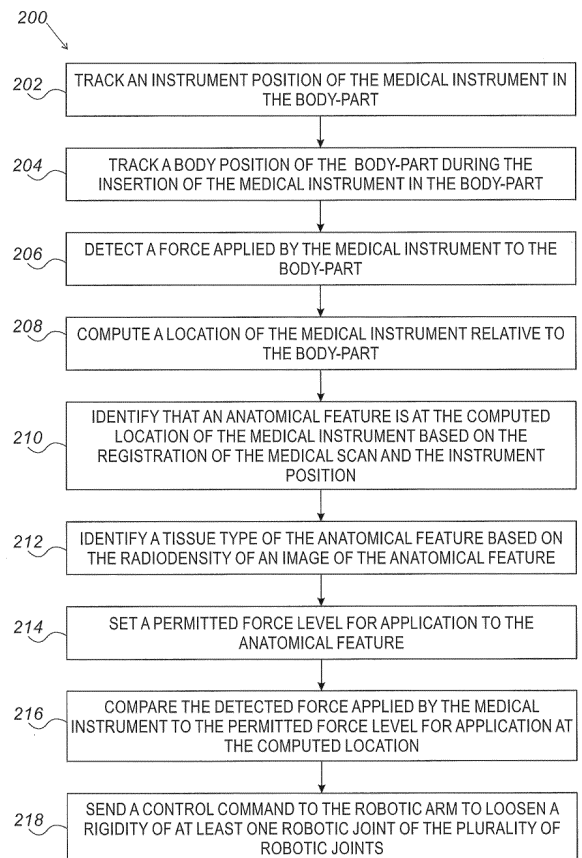 200
202
TRACK AN INSTRUMENT POSITION OF THE MEDICAL INSTRUMENT IN
THE BODY-PART
204
TRACK A BODY POSITION OF THE BODY-PART DURING THE
INSERTION OF THE MEDICAL INSTRUMENT IN THE BODY-PART
206
DETECT A FORCE APPLIED BY THE MEDICAL INSTRUMENT TO THE
BODY-PART
208
COMPUTE A LOCATION OF THE MEDICAL INSTRUMENT RELATIVE TO
THE BODY-PART
210
IDENTIFY THAT AN ANATOMICAL FEATURE IS AT THE COMPUTED
LOCATION OF THE MEDICAL INSTRUMENT BASED ON THE
REGISTRATION OF THE MEDICAL SCAN AND THE INSTRUMENT
POSITION
212
IDENTIFY A TISSUE TYPE OF THE ANATOMICAL FEATURE BASED ON
THE RADIODENSITY OF AN IMAGE OF THE ANATOMICAL FEATURE.
214
SET A PERMITTED FORCE LEVEL FOR APPLICATION TO THE
ANATOMICAL FEATURE
216
COMPARE THE DETECTED FORCE APPLIED BY THE MEDICAL
INSTRUMENT TO THE PERMITTED FORCE LEVEL FOR APPLICATION AT
THE COMPUTED LOCATION
218
SEND A CONTROL COMMAND TO THE ROBOTIC ARM TO LOOSEN A
RIGIDITY OF AT LEAST ONE ROBOTIC JOINT OF THE PLURALITY OF
ROBOTIC JOINTS